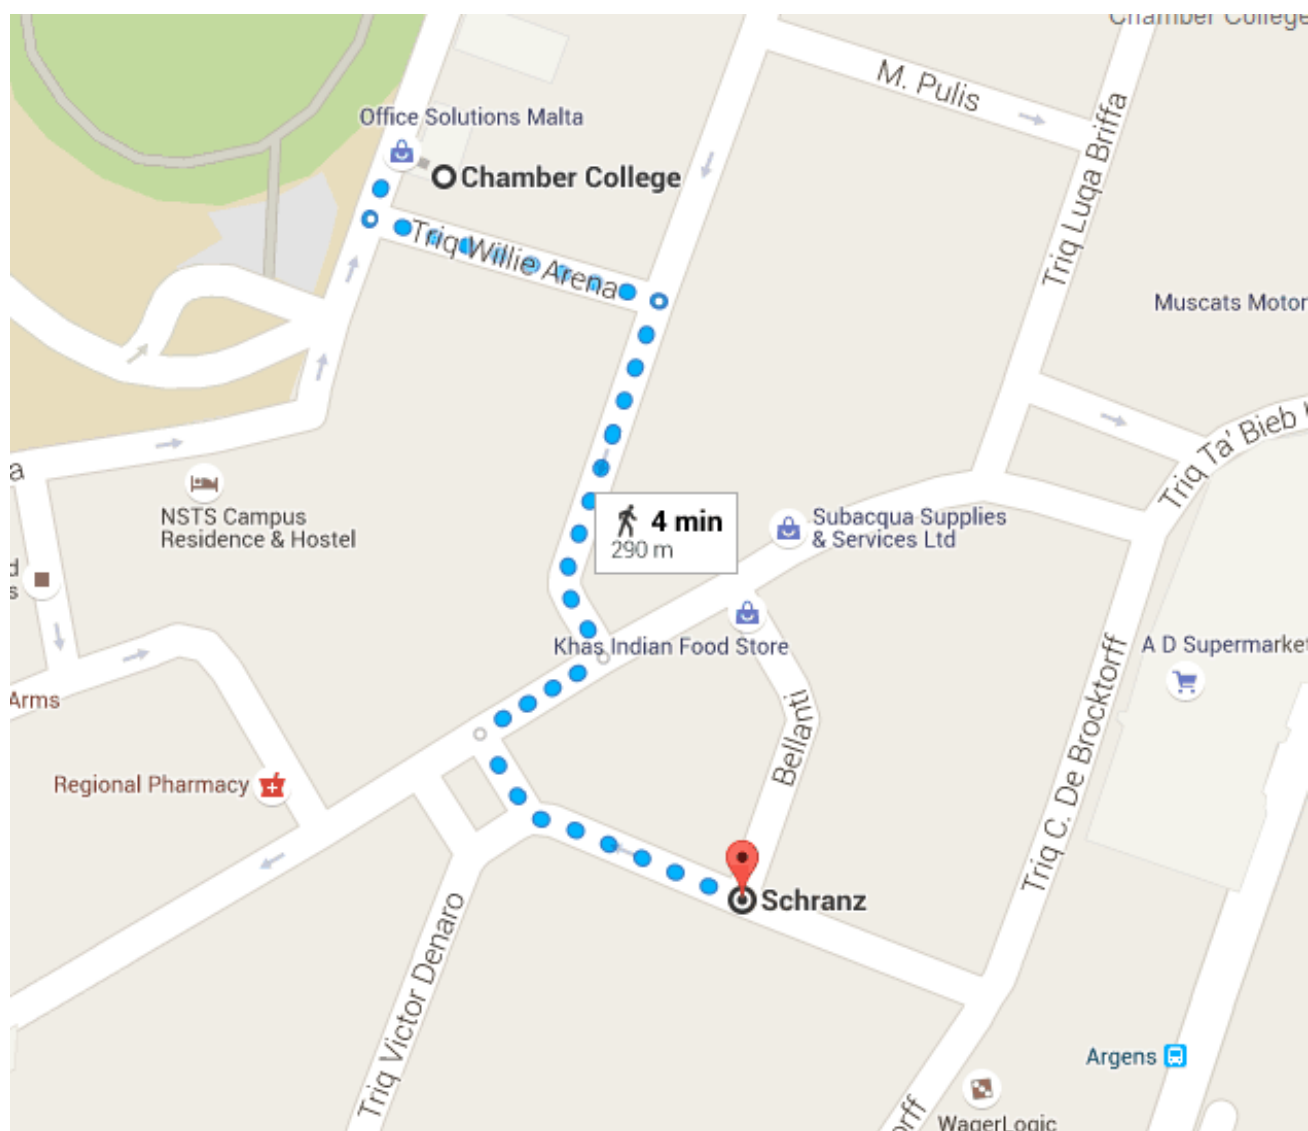 Chamber College
M. Pulis
Office Solutions Malta
Triq Luqa Briffa
Chamber College
Triq Willie Arena
Muscats Motor
Triq Ta' Bieb
a
NSTS Campus
Residence & Hostel
4 min
290 m
Subacqua Supplies
& Services Ltd
d
s
Khas Indian Food Store
A D Supermarket
Arms
Bellanti
Triq C. De Brocktorff
Regional Pharmacy
Schranz
Triq Victor Denaro
Argens
orff
WagerLogic